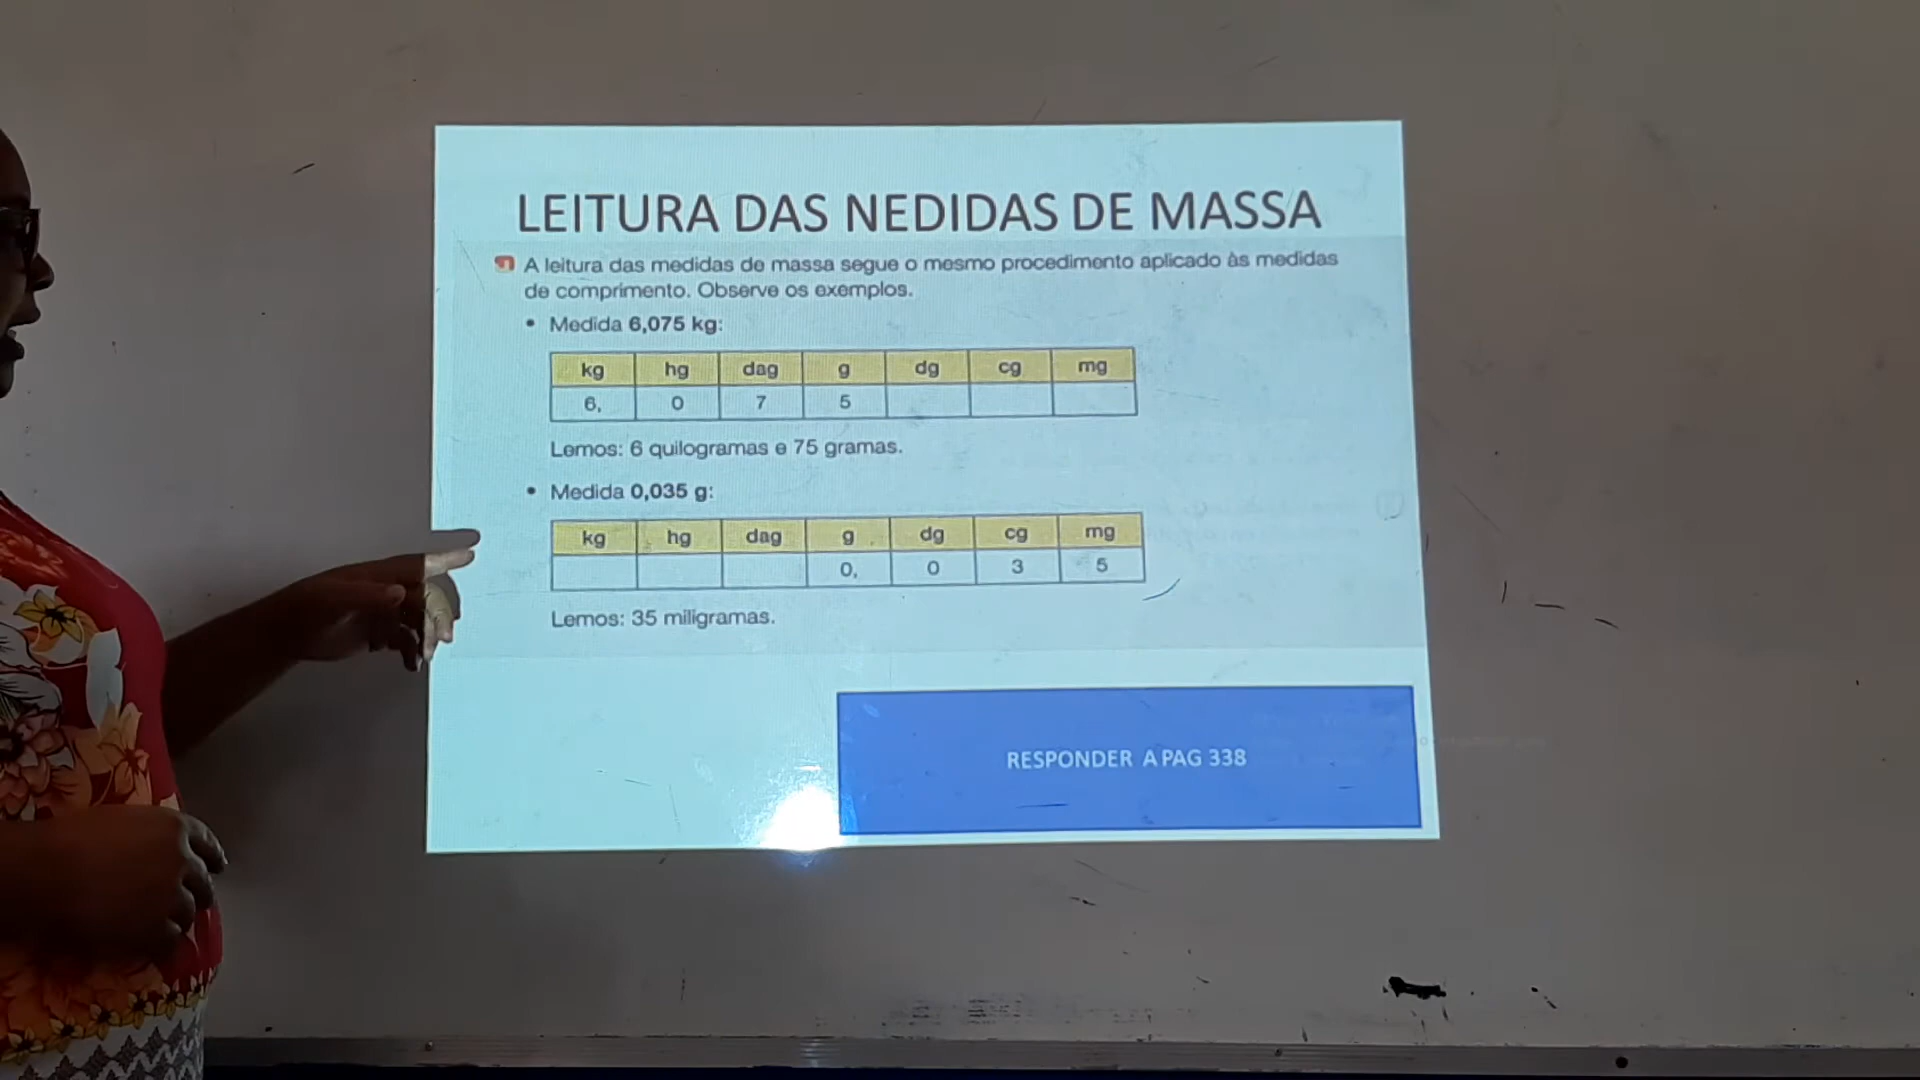 LEITURA DAS NEDIDAS DE MASSA
A leitura das medidas de massa segue o mesmo procedimento aplicado às medidas
de comprimento. Observe os exemplos.
• Medida 6,075 kg:
kg hg dag g dg cg mg
6, 0 7 5
Lemos: 6 quilogramas e 75 gramas.
• Medida 0,035 g:
kg hg dag g dg cg mg
0, 0 3 5
Lemos: 35 miligramas.
RESPONDER A PAG 338